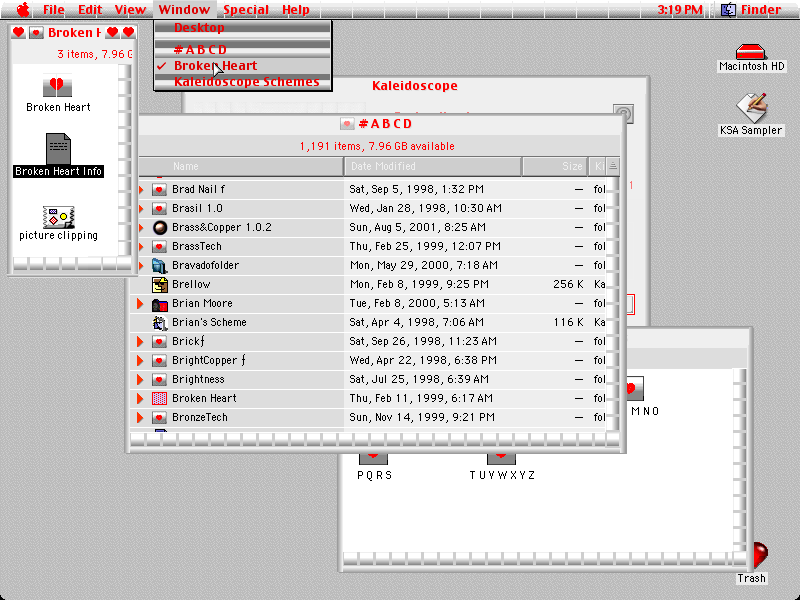 File Edit View Window Special Help 3:19 PM Finder
Desktop
#ABCD
Broken Heart
Kaleidoscope Schemes
Broken H
3 items, 7.96 G
Broken Heart
Broken Heart Info
picture clipping
Kaleidoscope
Macintosh HD
KSA Sampler
#ABCD
1,191 items, 7.96 GB available
Name Date Modified Size Ki
Brad Nail f Sat, Sep 5, 1998, 1:32 PM — fol
Brasil 1.0 Wed, Jan 28, 1998, 10:30 AM — fol
Brass&Copper 1.0.2 Sun, Aug 5, 2001, 8:25 AM — fol
BrassTech Thu, Feb 25, 1999, 12:07 PM — fol
Bravadofolder Mon, May 29, 2000, 7:18 AM — fol
Brellow Mon, Feb 8, 1999, 9:25 PM 256 K Ka
Brian Moore Tue, Feb 8, 2000, 5:13 AM — fol
Brian's Scheme Sat, Apr 4, 1998, 7:06 AM 116 K Ka
Brickƒ Sat, Sep 26, 1998, 11:23 AM — fol
BrightCopper ƒ Wed, Apr 22, 1998, 6:38 PM — fol
Brightness Sat, Jul 25, 1998, 6:39 AM — fol
Broken Heart Thu, Feb 11, 1999, 6:17 AM — fol
BronzeTech Sun, Nov 14, 1999, 9:21 PM — fol
MNO
PQRS TUVWXYZ
Trash